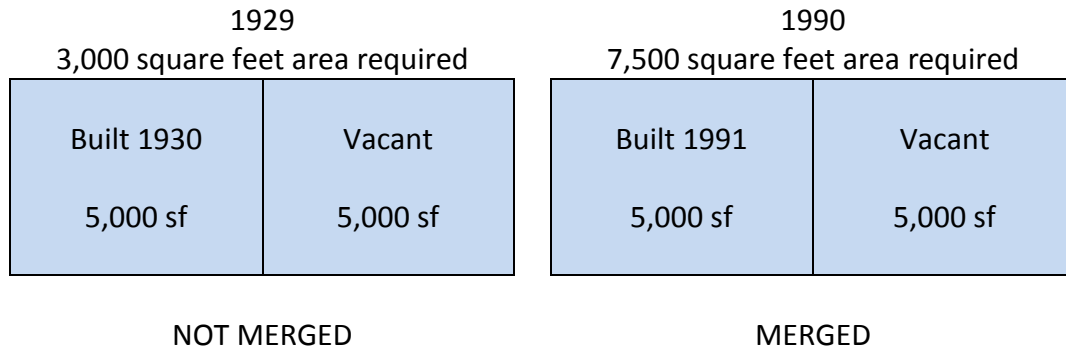 1929
3,000 square feet area required
Built 1930
Vacant
5,000 sf
5,000 sf
NOT MERGED
1990
7,500 square feet area required
Built 1991
Vacant
5,000 sf
5,000 sf
MERGED